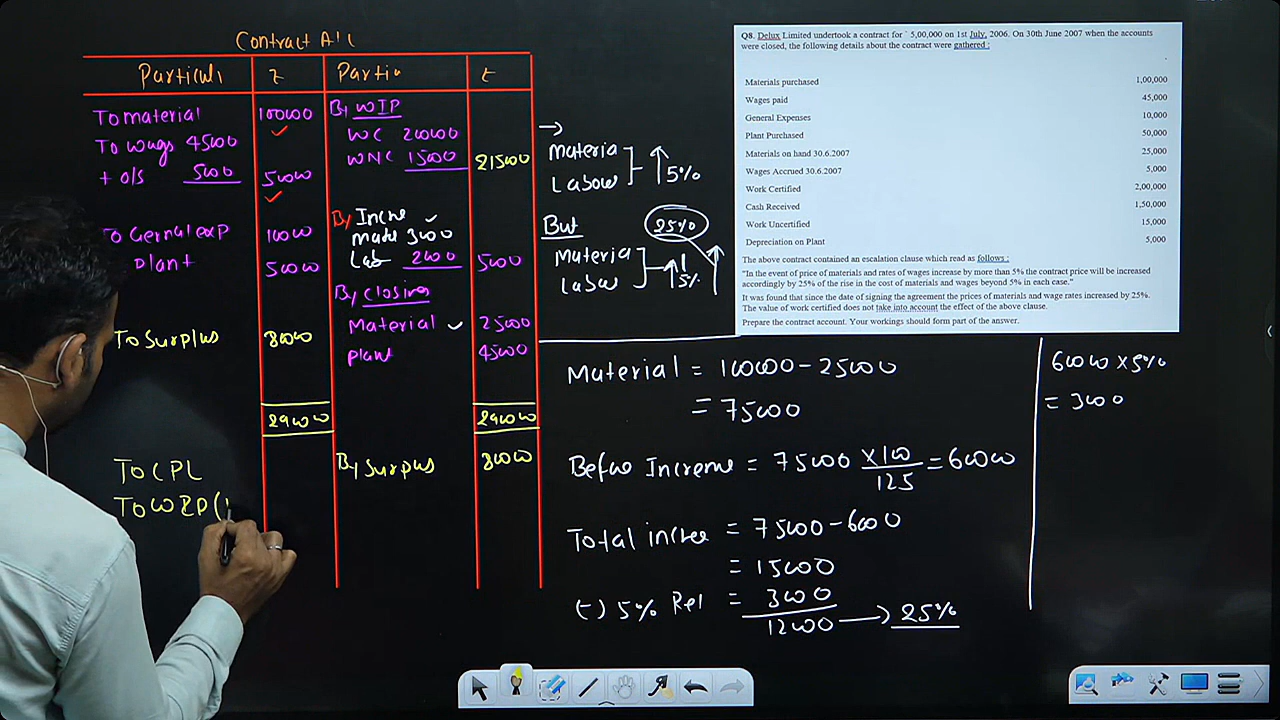 Contract A/C
Particulı ₹ Partiı ₹
To material 100000 By WIP
WC 200000
To wags 45000 WNC 15000 215000
+ o/s 5000 50000
To Gernal exp 10000 By Incre
mate 3000
Plant 50000 Lab 2000 5000
By Closing
Material 25000
To Surplus 80000 plant 45000
290000 290000
To CPL By Surpus 80000
To WIP (
→
Materia
Labour ↑ 5%
But 25%
Materia
Labour ↑ 5%
Material = 100000 - 25000
= 75000
Before Increme = 75000 × 100/125 = 60000
Total incree = 75000 - 60000
= 15000
(-) 5% Rel = 3000
12000 → 25%
60000 × 5%
= 3000
Q8. Delux Limited undertook a contract for ` 5,00,000 on 1st July, 2006. On 30th June 2007 when the accounts
were closed, the following details about the contract were gathered :
Materials purchased 1,00,000
Wages paid 45,000
General Expenses 10,000
Plant Purchased 50,000
Materials on hand 30.6.2007 25,000
Wages Accrued 30.6.2007 5,000
Work Certified 2,00,000
Cash Received 1,50,000
Work Uncertified 15,000
Depreciation on Plant 5,000
The above contract contained an escalation clause which read as follows :
"In the event of price of materials and rates of wages increase by more than 5% the contract price will be increased
accordingly by 25% of the rise in the cost of materials and wages beyond 5% in each case."
It was found that since the date of signing the agreement the prices of materials and wage rates increased by 25%.
The value of work certified does not take into account the effect of the above clause.
Prepare the contract account. Your workings should form part of the answer.